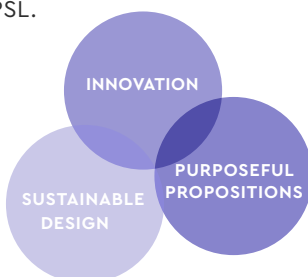 PSL.
INNOVATION
PURPOSEFUL
PROPOSITIONS
SUSTAINABLE
DESIGN